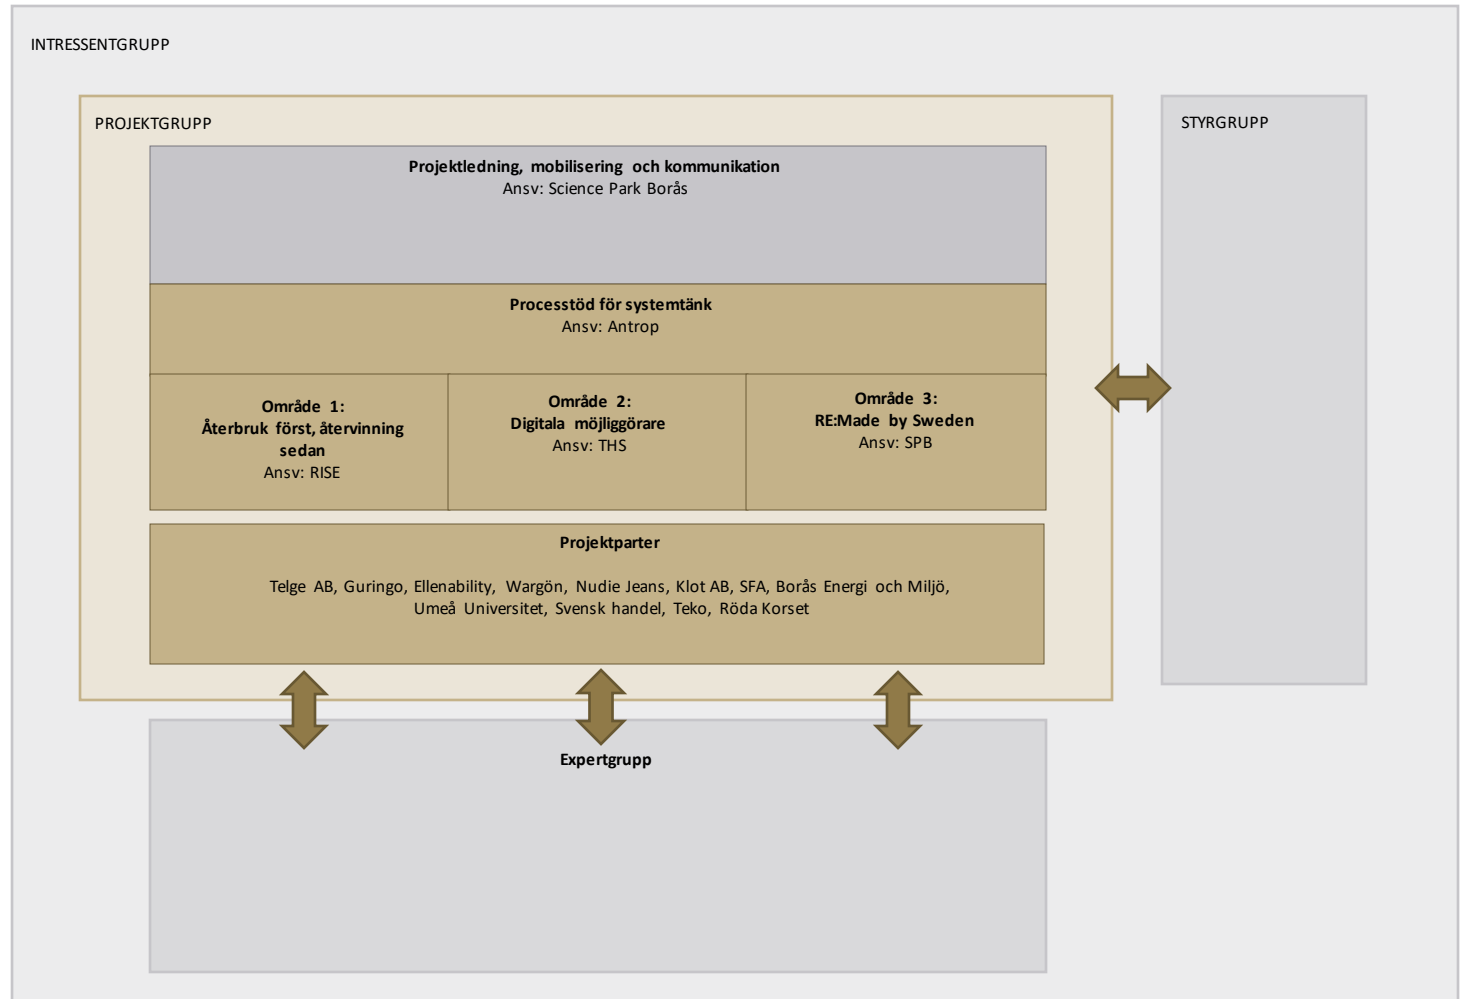 INTRESSENTGRUPP
PROJEKTGRUPP
STYRGRUPP
Projektledning, mobilisering och kommunikation
Ansv: Science Park Borås
Processtöd för systemtänk
Ansv: Antrop
Område 1:
Återbruk först, återvinning
sedan
Ansv: RISE
Område 2:
Digitala möjliggörare
Ansv: THS
Område 3:
RE:Made by Sweden
Ansv: SPB
Projektparter
Telge AB, Guringo, Ellenability, Wargön, Nudie Jeans, Klot AB, SFA, Borås Energi och Miljö,
Umeå Universitet, Svensk handel, Teko, Röda Korset
Expertgrupp